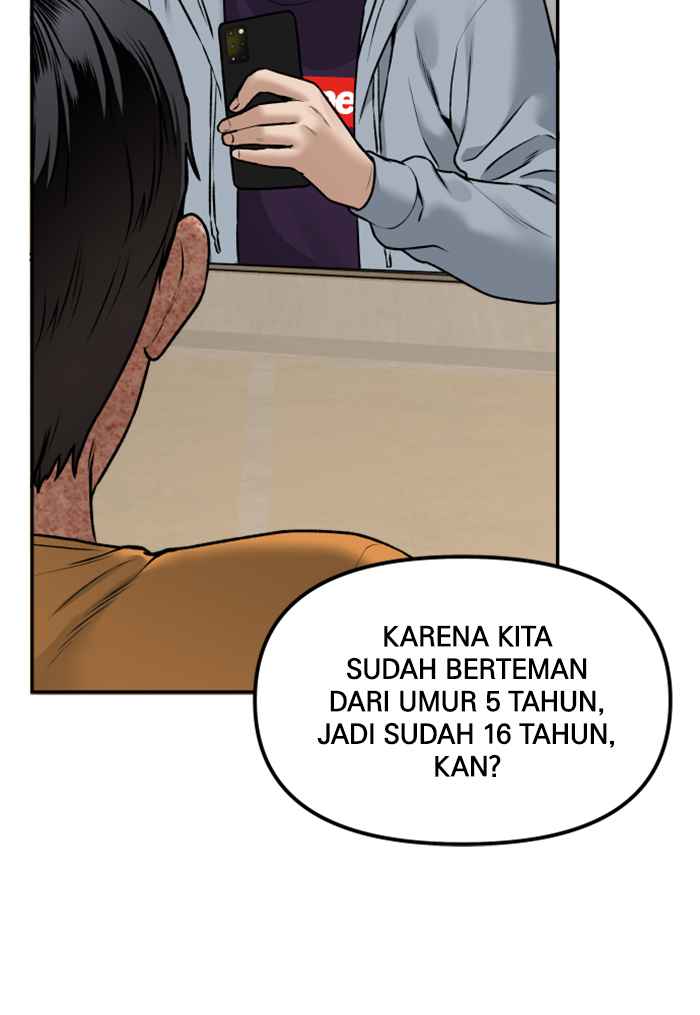 KARENA KITA
SUDAH BERTEMAN
DARI UMUR 5 TAHUN,
JADI SUDAH 16 TAHUN,
KAN?